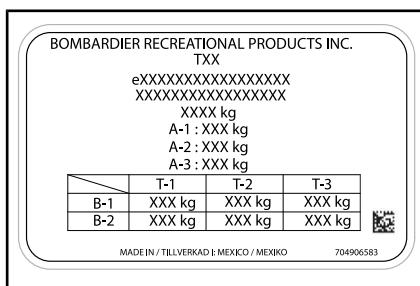 BOMBARDIER RECREATIONAL PRODUCTS INC.
TXX
eXXXXXXXXXXXXXXXXX
XXXXXXXXXXXXXXXXX
XXXX kg
A-1 : XXX kg
A-2 : XXX kg
A-3 : XXX kg
T-1 T-2 T-3
B-1 XXX kg XXX kg XXX kg
B-2 XXX kg XXX kg XXX kg
MADE IN / TILLVERKAD I: MEXICO / MEXIKO 704906583